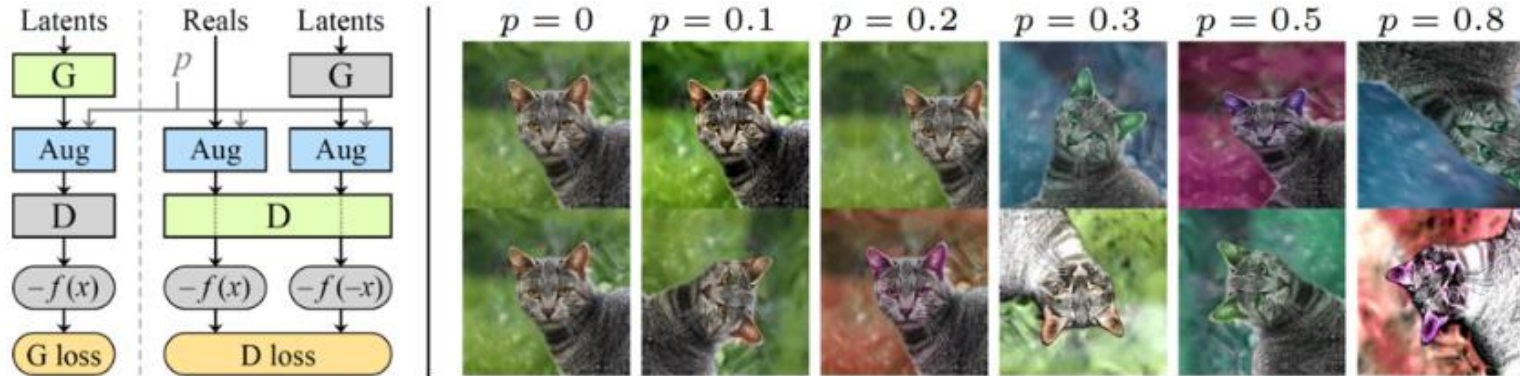 Latents Reals Latents
p
G G
Aug Aug Aug
D D
−f(x) −f(x) −f(−x)
G loss D loss
p = 0 p = 0.1 p = 0.2 p = 0.3 p = 0.5 p = 0.8